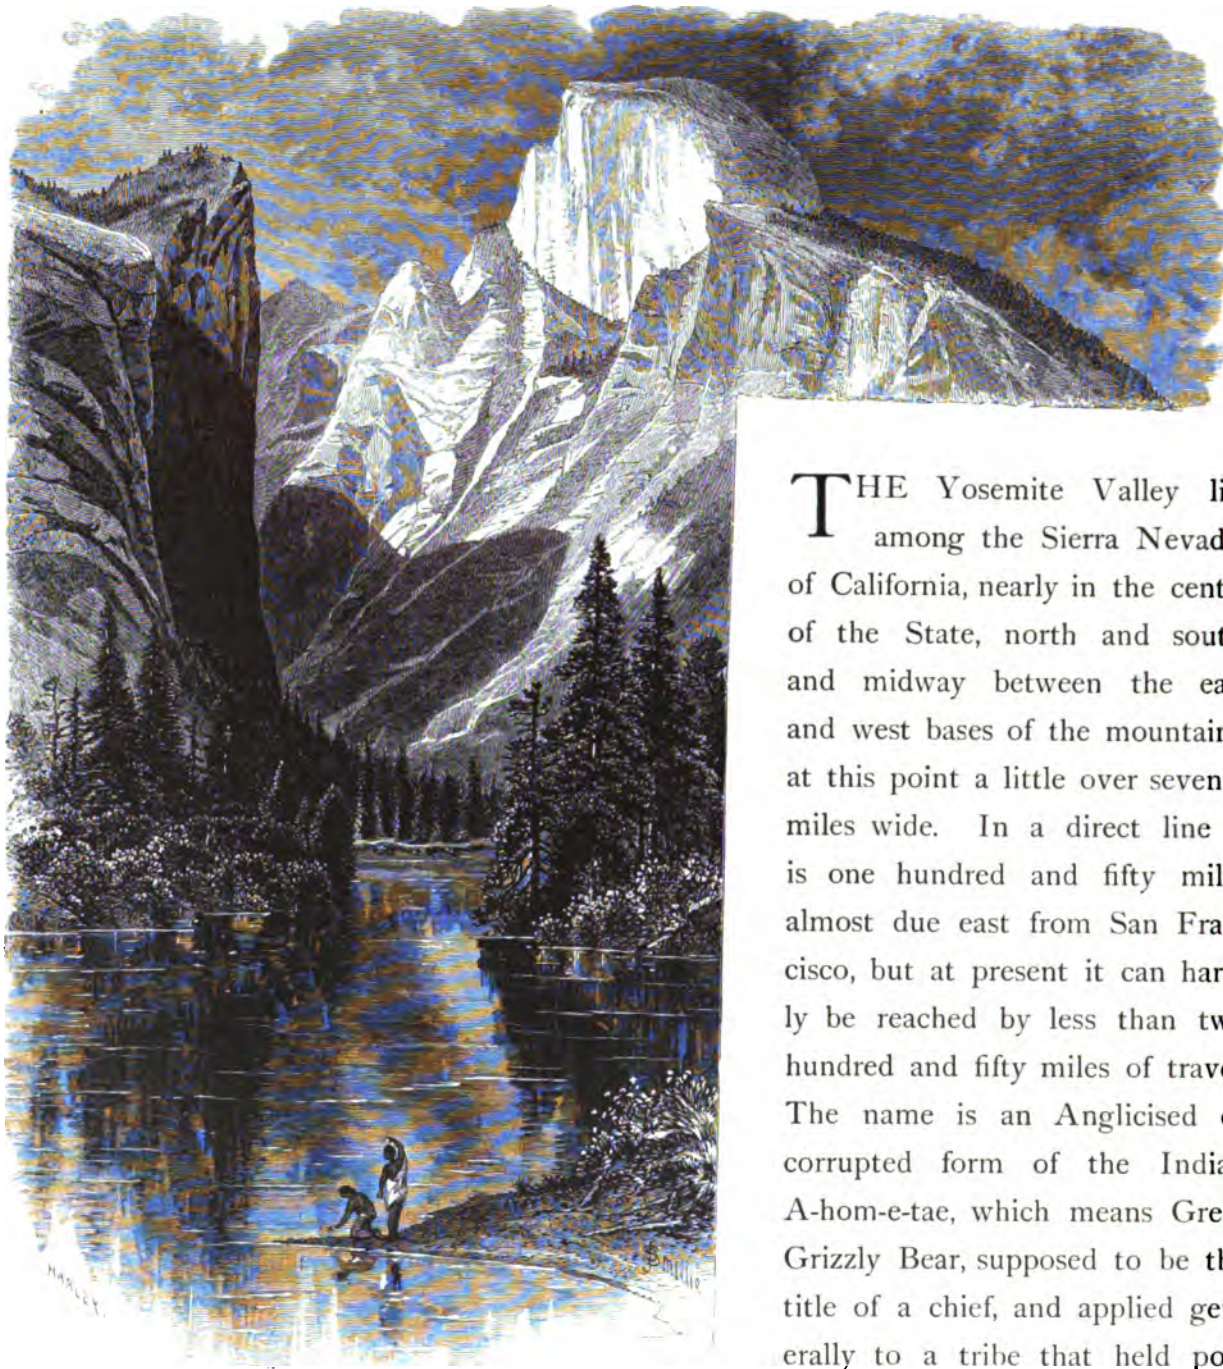 THE Yosemite Valley li
among the Sierra Nevad
of California, nearly in the cent
of the State, north and sout
and midway between the ea
and west bases of the mountain
at this point a little over seven
miles wide. In a direct line
is one hundred and fifty mil
almost due east from San Fra
cisco, but at present it can har
ly be reached by less than tw
hundred and fifty miles of trave
The name is an Anglicised
corrupted form of the India
A-hom-e-tae, which means Gre
Grizzly Bear, supposed to be th
title of a chief, and applied ge
erally to a tribe that held po
HARLEY.
JSmillie